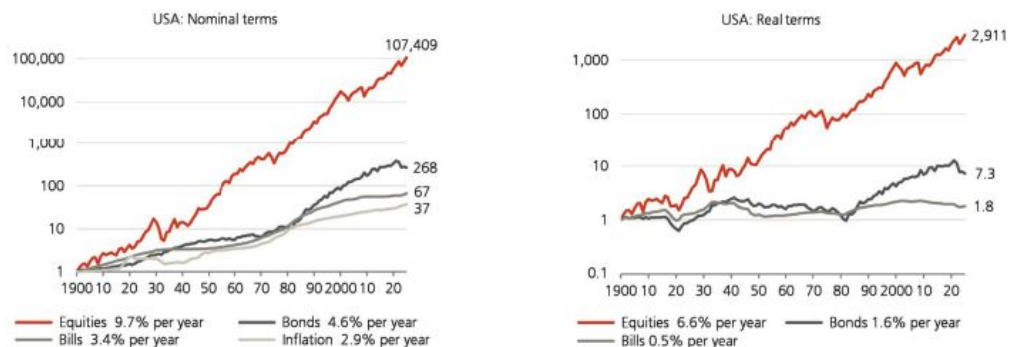 USA: Nominal terms
107,409
100,000
10,000
1,000
268
100
67
37
10
1
1900 10 20 30 40 50 60 70 80 90 2000 10 20
Equities 9.7% per year
Bonds 4.6% per year
Bills 3.4% per year
Inflation 2.9% per year
USA: Real terms
2,911
1,000
100
10
7.3
1.8
1
0.1
1900 10 20 30 40 50 60 70 80 90 2000 10 20
Equities 6.6% per year
Bonds 1.6% per year
Bills 0.5% per year